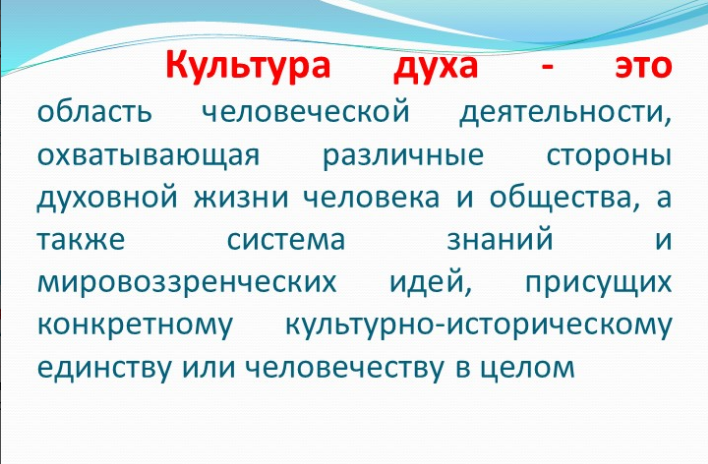 Культура духа - это
область человеческой деятельности,
охватывающая различные стороны
духовной жизни человека и общества, а
также система знаний и
мировоззренческих идей, присущих
конкретному культурно-историческому
единству или человечеству в целом